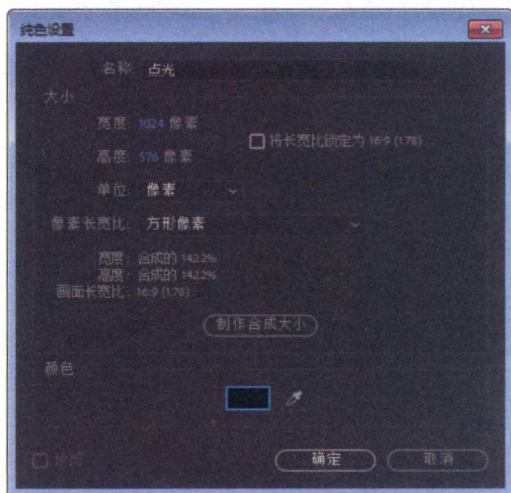 纯色设置
名称: 点光
大小
宽度: 1024 像素
将长宽比锁定为 16:9 (1.78)
高度: 576 像素
单位: 像素
像素长宽比: 方形像素
宽度: 合成的 142.2%
高度: 合成的 142.2%
画面长宽比: 16:9 (1.78)
制作合成大小
颜色
确定
取消